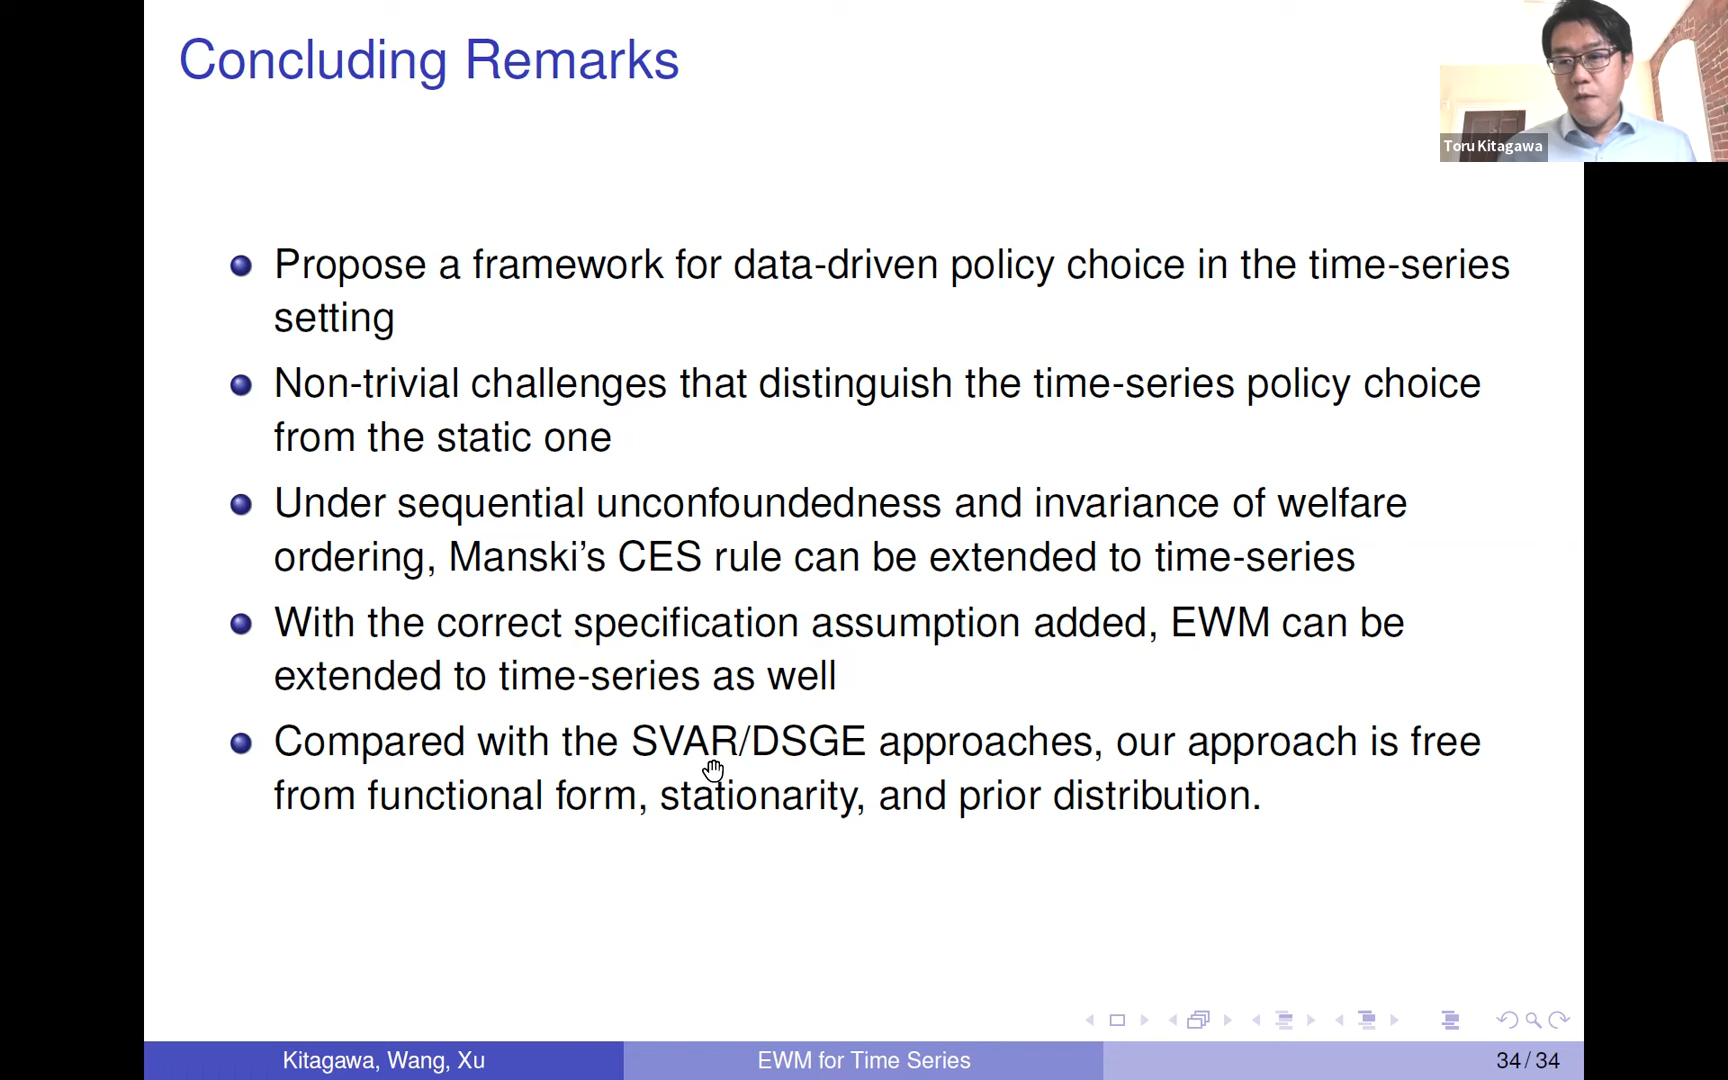 Concluding Remarks
Toru Kitagawa
Propose a framework for data-driven policy choice in the time-series
setting
Non-trivial challenges that distinguish the time-series policy choice
from the static one
Under sequential unconfoundedness and invariance of welfare
ordering, Manski's CES rule can be extended to time-series
With the correct specification assumption added, EWM can be
extended to time-series as well
Compared with the SVAR/DSGE approaches, our approach is free
from functional form, stationarity, and prior distribution.
Kitagawa, Wang, Xu
EWM for Time Series
34/34